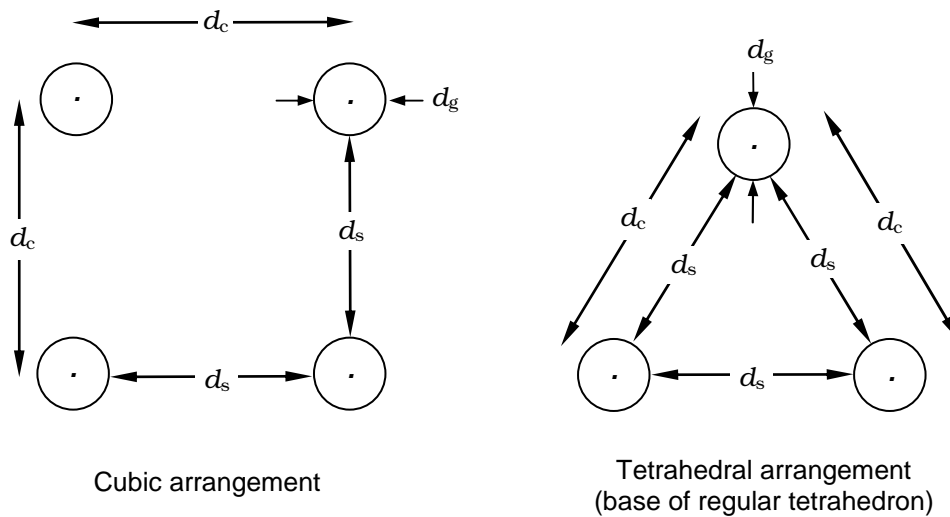 d_c
d_g
d_c
d_s
d_s
Cubic arrangement
d_g
d_c
d_c
d_s
d_s
d_s
Tetrahedral arrangement
(base of regular tetrahedron)